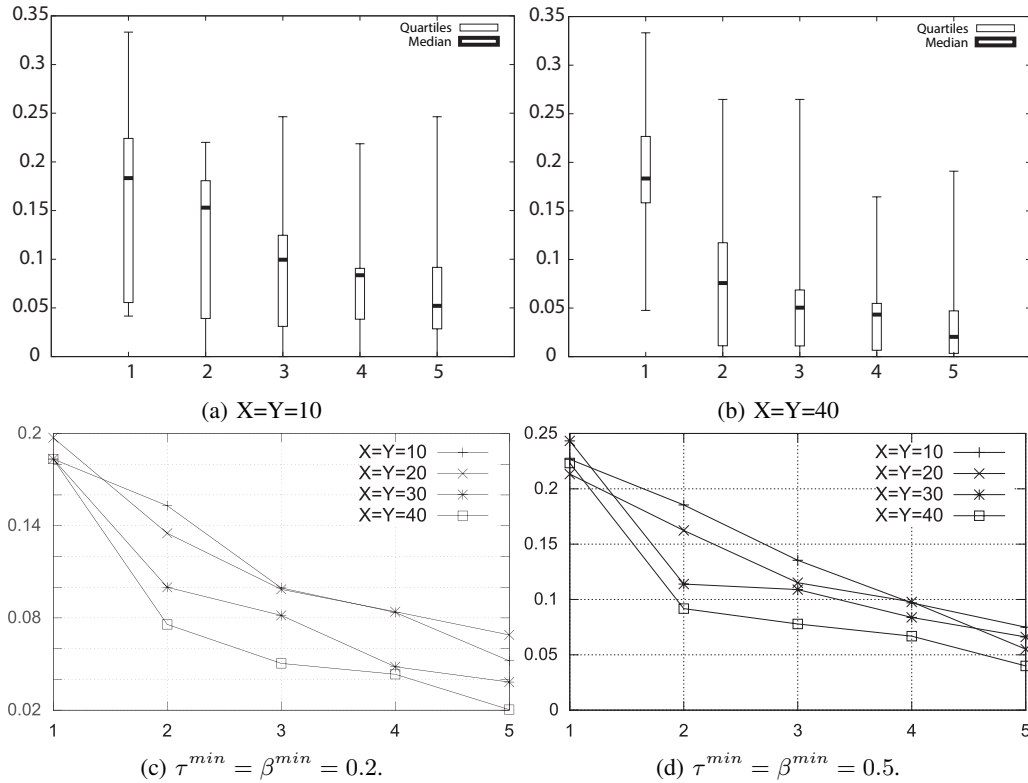 0.35
0.3
0.25
0.2
0.15
0.1
0.05
0
1 2 3 4 5
Quartiles
Median
(a) X=Y=10
0.35
0.3
0.25
0.2
0.15
0.1
0.05
0
1 2 3 4 5
Quartiles
Median
(b) X=Y=40
0.2
0.14
0.08
0.02
1 2 3 4 5
X=Y=10
X=Y=20
X=Y=30
X=Y=40
(c) τ^{min} = β^{min} = 0.2.
0.25
0.2
0.15
0.1
0.05
0
1 2 3 4 5
X=Y=10
X=Y=20
X=Y=30
X=Y=40
(d) τ^{min} = β^{min} = 0.5.